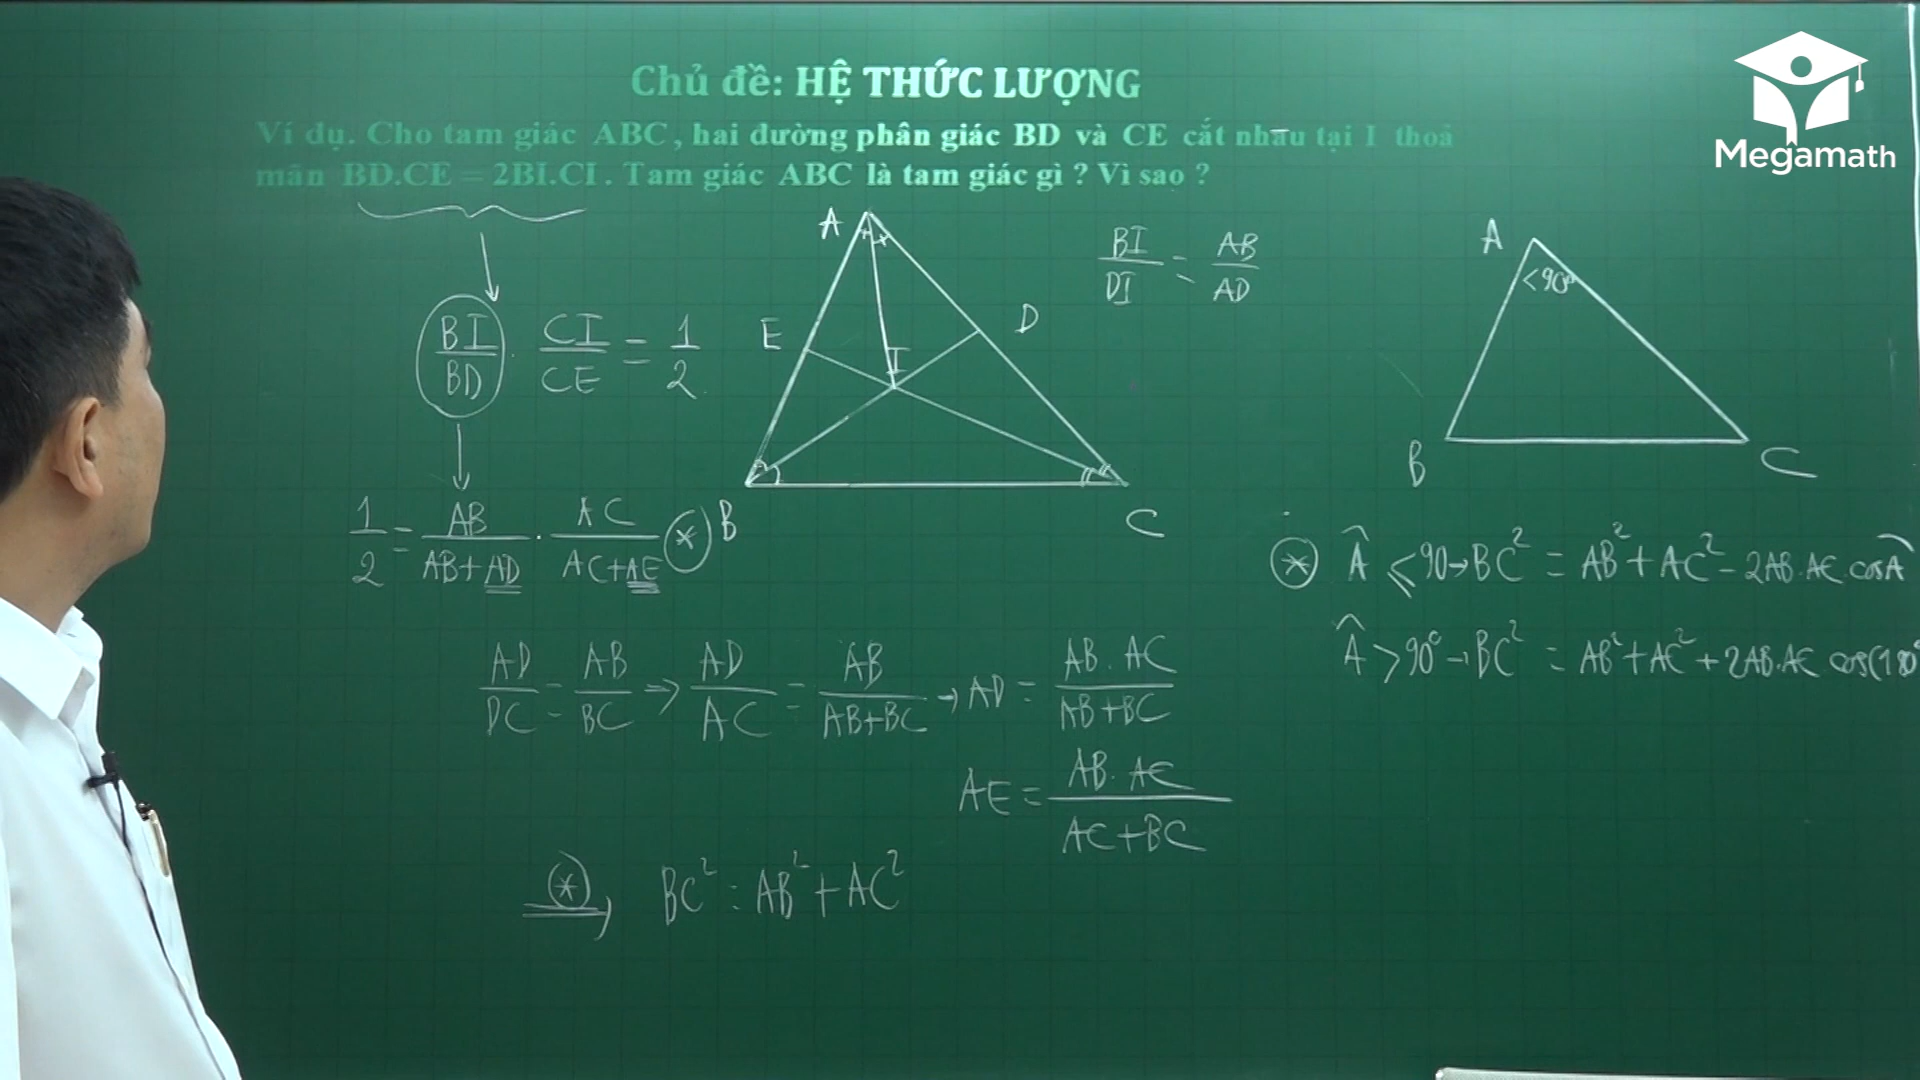 Megamath
Chủ đề: HỆ THỨC LƯỢNG
Ví dụ. Cho tam giác ABC, hai đường phân giác BD và CE cắt nhau tại I thoả
mãn BD.CE = 2BI.CI. Tam giác ABC là tam giác gì ? Vì sao ?
BI/BD . CI/CE = 1/2
1/2 = AB/(AB+AD) . AC/(AC+AE) (*)
A
E
D
I
B
C
BI/DI = AB/AD
AD/DC = AB/BC => AD/AC = AB/(AB+BC) → AD = AB.AC/(AB+BC)
AE = AB.AC/(AC+BC)
(*) BC² = AB² + AC²
A
<90°
B
C
(*) Â ≤ 90 → BC² = AB² + AC² - 2AB.AC.cosA
Â > 90° → BC² = AB² + AC² + 2AB.AC cos(180°